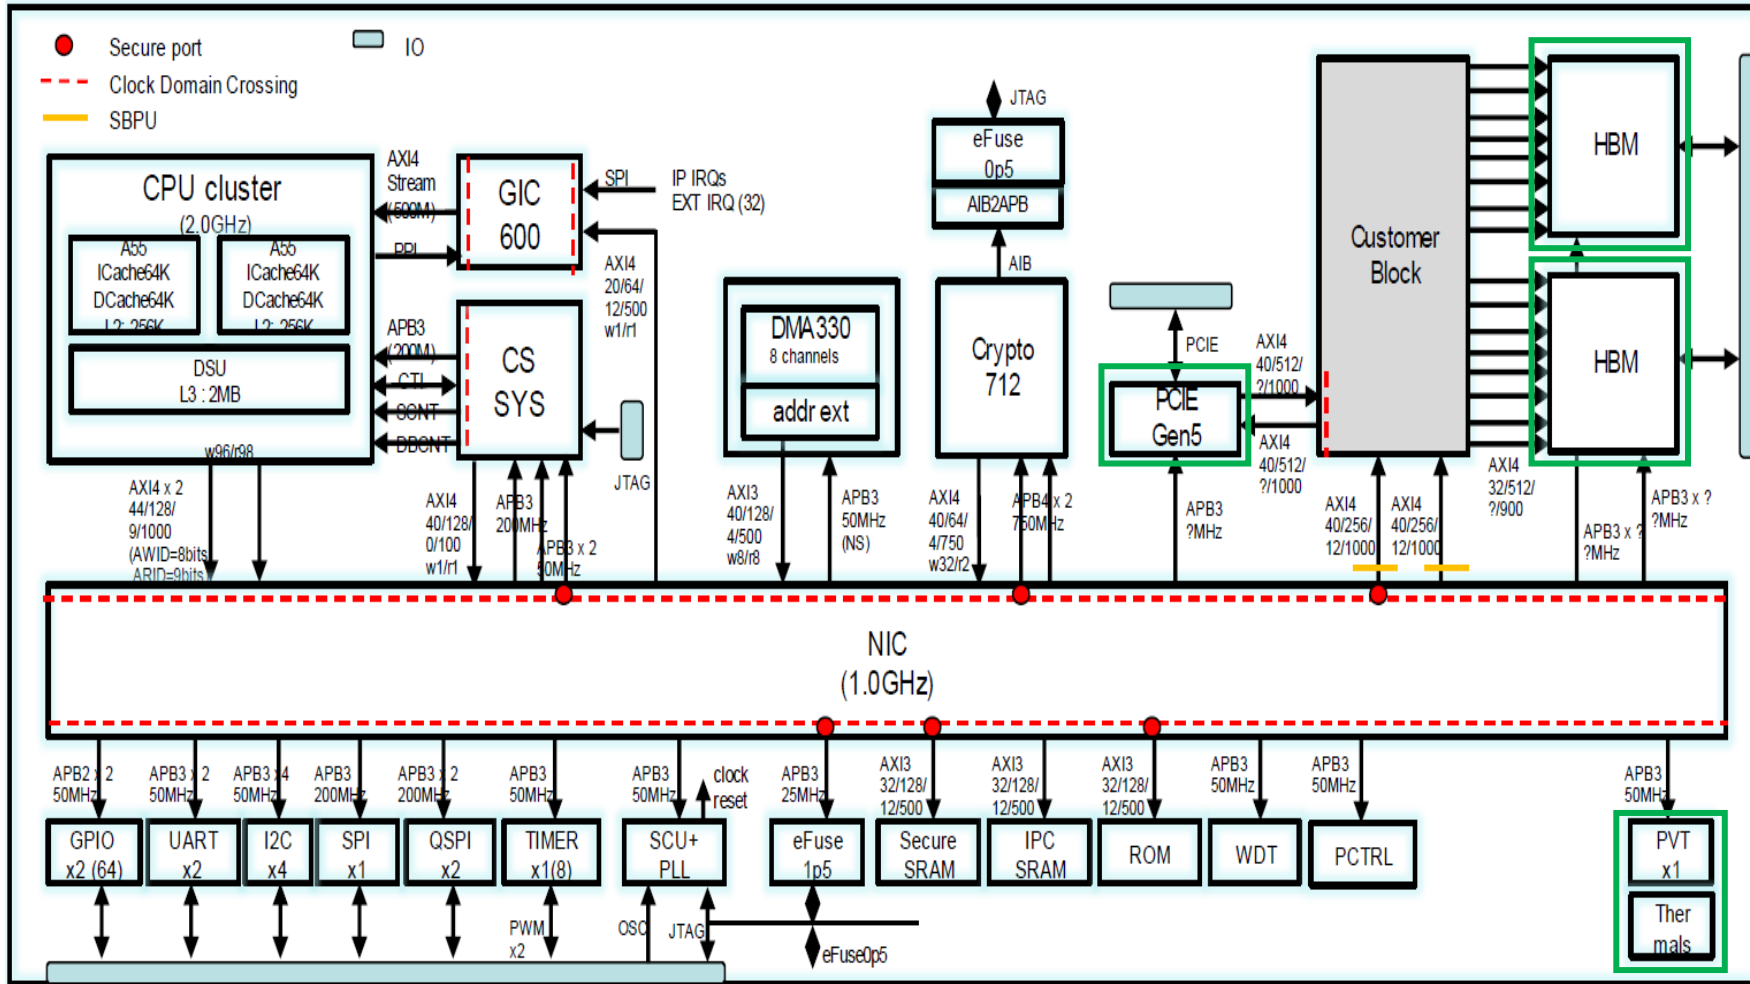 Secure port
IO
Clock Domain Crossing
SBPU
CPU cluster
(2.0GHz)
A55
ICache64K
DCache64K
L2: 256K
A55
ICache64K
DCache64K
L2: 256K
DSU
L3 : 2MB
w96/r98
AXI4
Stream
(500M)
PPI
GIC
600
SPI
IP IRQs
EXT IRQ (32)
AXI4
20/64/
12/500
w1/r1
APB3
(200M)
CTI
SCNT
DBCNT
CS
SYS
JTAG
JTAG
eFuse
0p5
AIB2APB
AIB
DMA330
8 channels
addr ext
Crypto
712
PCIE
PCIE
Gen5
AXI4
40/512/
?/1000
AXI4
40/512/
?/1000
Customer
Block
HBM
HBM
AXI4 x 2
44/128/
9/1000
(AWID=8bits
ARID=9bits)
AXI4
40/128/
0/100
w1/r1
APB3
200MHz
APB3 x 2
50MHz
AXI3
40/128/
4/500
w8/r8
APB3
50MHz
(NS)
AXI4
40/64/
4/750
w32/r2
APB4 x 2
750MHz
APB3
?MHz
AXI4
40/256/
12/1000
AXI4
40/256/
12/1000
AXI4
32/512/
?/900
APB3 x ?
?MHz
APB3 x ?
?MHz
NIC
(1.0GHz)
APB2 x 2
50MHz
APB3 x 2
50MHz
APB3 x4
50MHz
APB3
200MHz
APB3 x 2
200MHz
APB3
50MHz
APB3
50MHz
clock
reset
APB3
25MHz
AXI3
32/128/
12/500
AXI3
32/128/
12/500
AXI3
32/128/
12/500
APB3
50MHz
APB3
50MHz
APB3
50MHz
GPIO
x2 (64)
UART
x2
I2C
x4
SPI
x1
QSPI
x2
TIMER
x1(8)
SCU+
PLL
eFuse
1p5
Secure
SRAM
IPC
SRAM
ROM
WDT
PCTRL
PVT
x1
Ther
mals
PWM
x2
OSC
JTAG
eFuse0p5